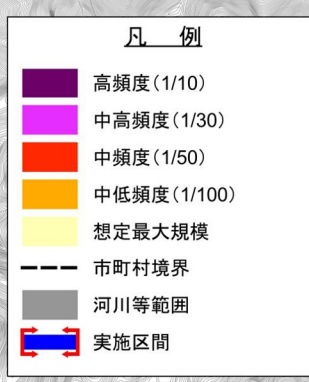 凡 例
高頻度(1/10)
中高頻度(1/30)
中頻度(1/50)
中低頻度(1/100)
想定最大規模
市町村境界
河川等範囲
実施区間